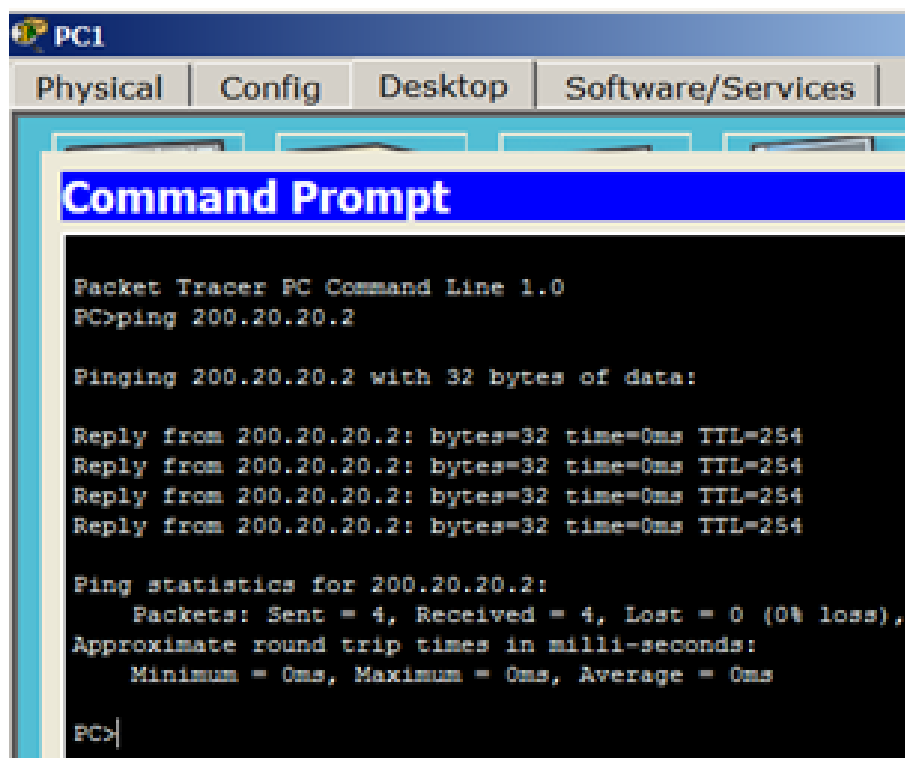 PC1
Physical Config Desktop Software/Services
Command Prompt
Packet Tracer PC Command Line 1.0
PC>ping 200.20.20.2
Pinging 200.20.20.2 with 32 bytes of data:
Reply from 200.20.20.2: bytes=32 time=0ms TTL=254
Reply from 200.20.20.2: bytes=32 time=0ms TTL=254
Reply from 200.20.20.2: bytes=32 time=0ms TTL=254
Reply from 200.20.20.2: bytes=32 time=0ms TTL=254
Ping statistics for 200.20.20.2:
Packets: Sent = 4, Received = 4, Lost = 0 (0% loss),
Approximate round trip times in milli-seconds:
Minimum = 0ms, Maximum = 0ms, Average = 0ms
PC>